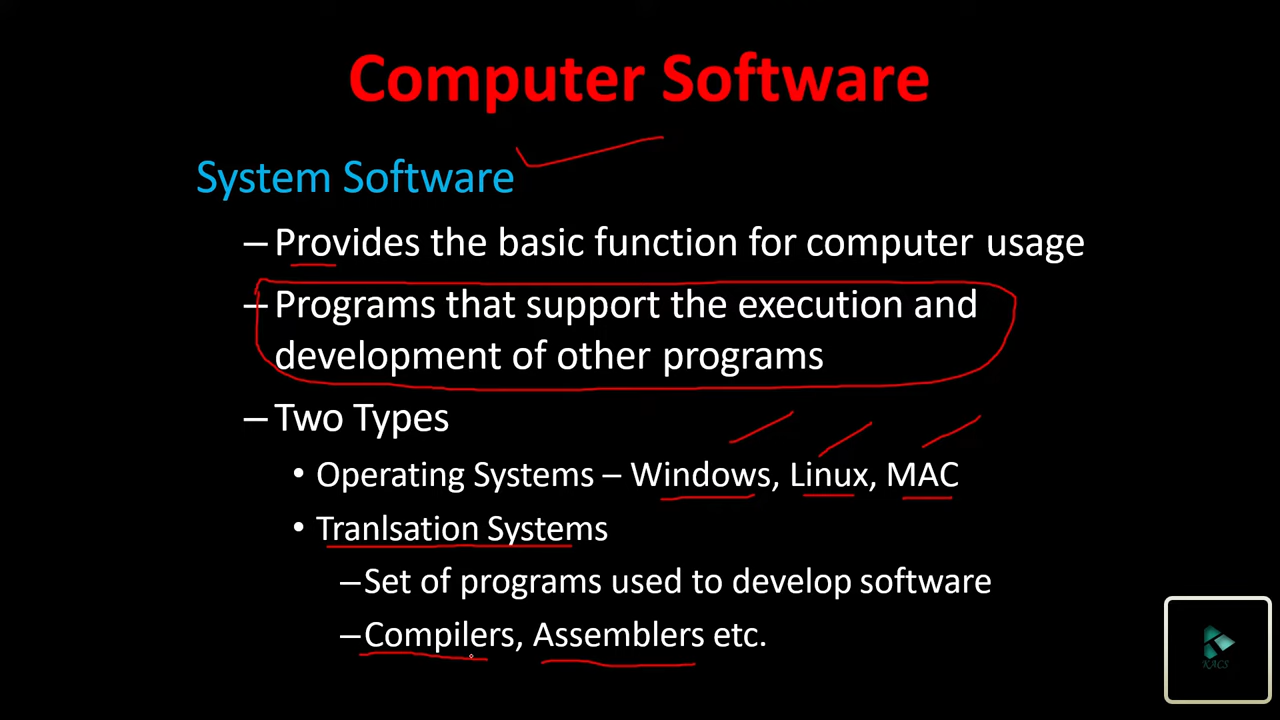 Computer Software
System Software
– Provides the basic function for computer usage
– Programs that support the execution and
development of other programs
– Two Types
• Operating Systems – Windows, Linux, MAC
• Tranlsation Systems
– Set of programs used to develop software
– Compilers, Assemblers etc.
KACS